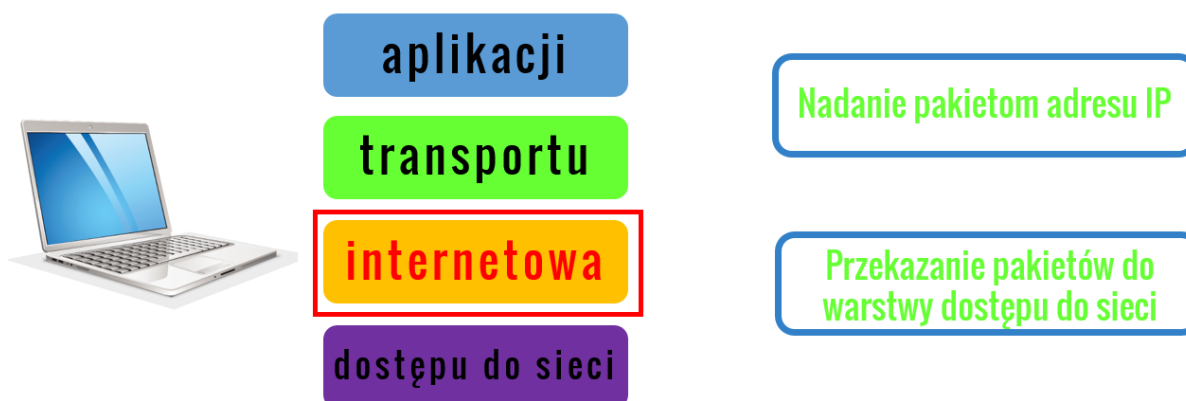 aplikacji
transportu
internetowa
dostępu do sieci
Nadanie pakietom adresu IP
Przekazanie pakietów do
warstwy dostępu do sieci